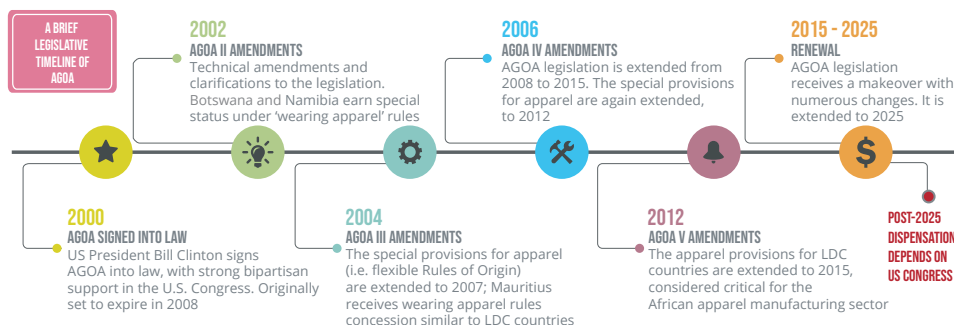 A BRIEF
LEGISLATIVE
TIMELINE OF
AGOA
2002
AGOA II AMENDMENTS
Technical amendments and
clarifications to the legislation.
Botswana and Namibia earn special
status under ‘wearing apparel’ rules
2006
AGOA IV AMENDMENTS
AGOA legislation is extended from
2008 to 2015. The special provisions
for apparel are again extended,
to 2012
2015 - 2025
RENEWAL
AGOA legislation
receives a makeover with
numerous changes. It is
extended to 2025
$
2000
AGOA SIGNED INTO LAW
US President Bill Clinton signs
AGOA into law, with strong bipartisan
support in the U.S. Congress. Originally
set to expire in 2008
2004
AGOA III AMENDMENTS
The special provisions for apparel
(i.e. flexible Rules of Origin)
are extended to 2007; Mauritius
receives wearing apparel rules
concession similar to LDC countries
2012
AGOA V AMENDMENTS
The apparel provisions for LDC
countries are extended to 2015,
considered critical for the
African apparel manufacturing sector
POST-2025
DISPENSATION
DEPENDS ON
US CONGRESS